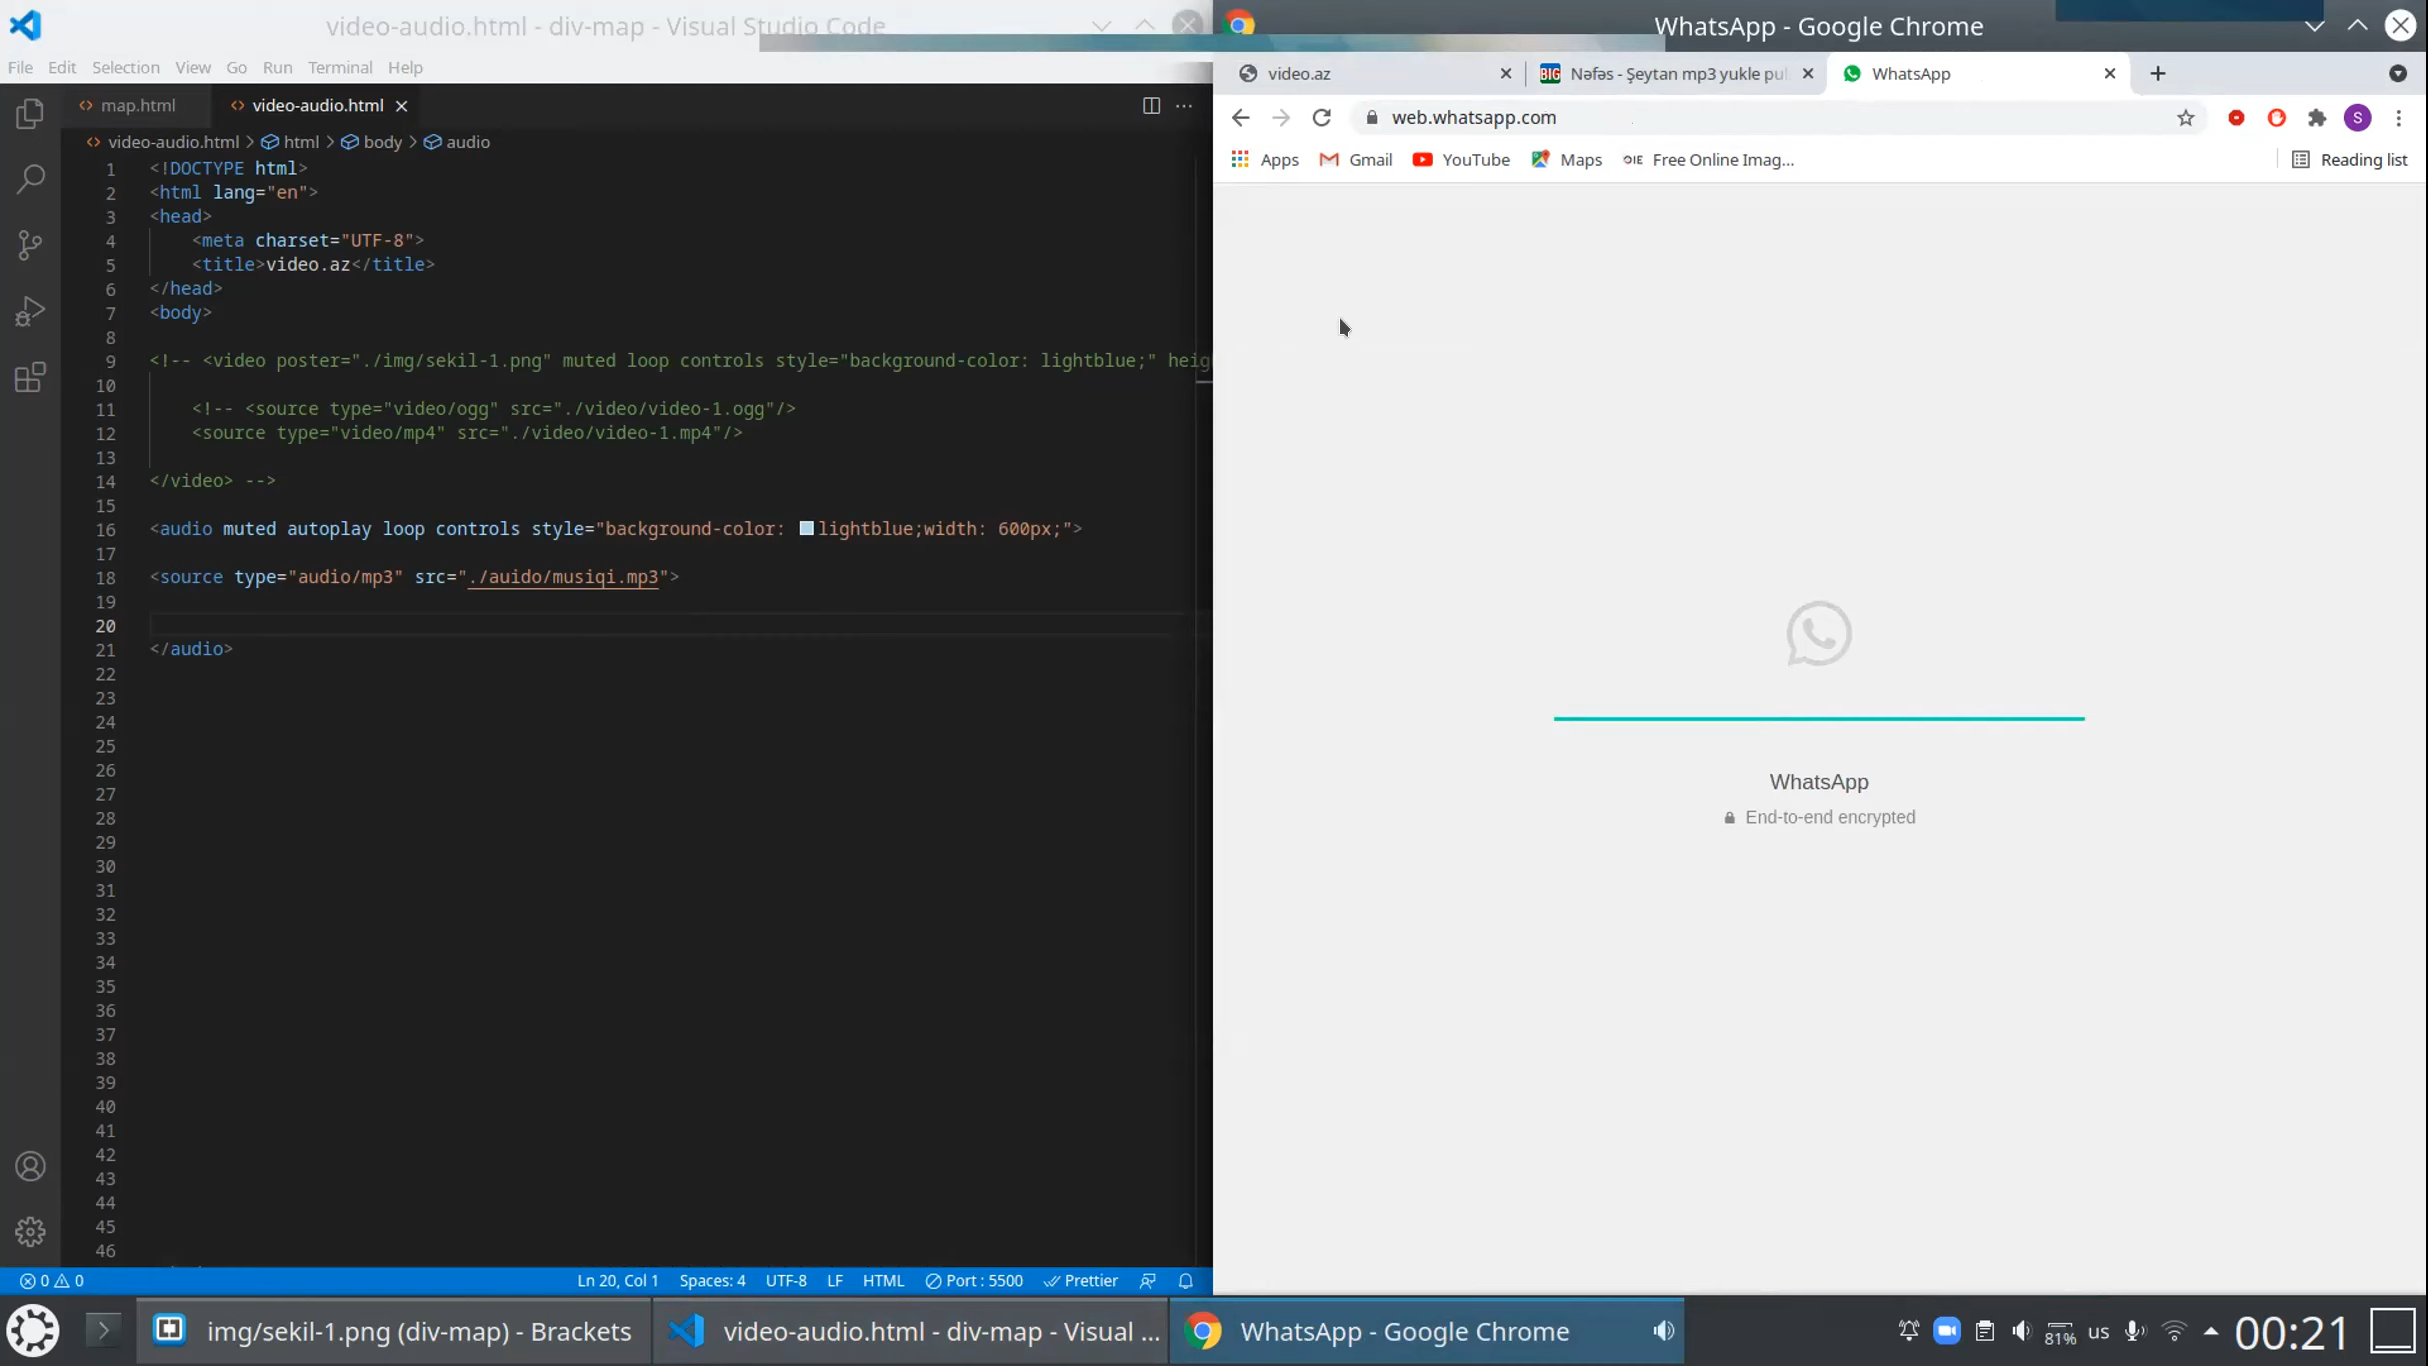 video-audio.html - div-map - Visual Studio Code
File Edit Selection View Go Run Terminal Help
map.html
video-audio.html
video-audio.html > html > body > audio
1 <!DOCTYPE html>
2 <html lang="en">
3 <head>
4 <meta charset="UTF-8">
5 <title>video.az</title>
6 </head>
7 <body>
8
9 <!-- <video poster="./img/sekil-1.png" muted loop controls style="background-color: lightblue;" heig
10
11 <!-- <source type="video/ogg" src="./video/video-1.ogg"/>
12 <source type="video/mp4" src="./video/video-1.mp4"/>
13
14 </video> -->
15
16 <audio muted autoplay loop controls style="background-color: lightblue;width: 600px;">
17
18 <source type="audio/mp3" src="./auido/musiqi.mp3">
19
20
21 </audio>
22
23
24
25
26
27
28
29
30
31
32
33
34
35
36
37
38
39
40
41
42
43
44
45
46
0 0 Ln 20, Col 1 Spaces: 4 UTF-8 LF HTML Port : 5500 Prettier
WhatsApp - Google Chrome
video.az
BIG Nəfəs - Şeytan mp3 yukle pul
WhatsApp
web.whatsapp.com
S
Apps Gmail YouTube Maps OIE Free Online Imag... Reading list
WhatsApp
End-to-end encrypted
img/sekil-1.png (div-map) - Brackets
video-audio.html - div-map - Visual ...
WhatsApp - Google Chrome
81%
us
00:21